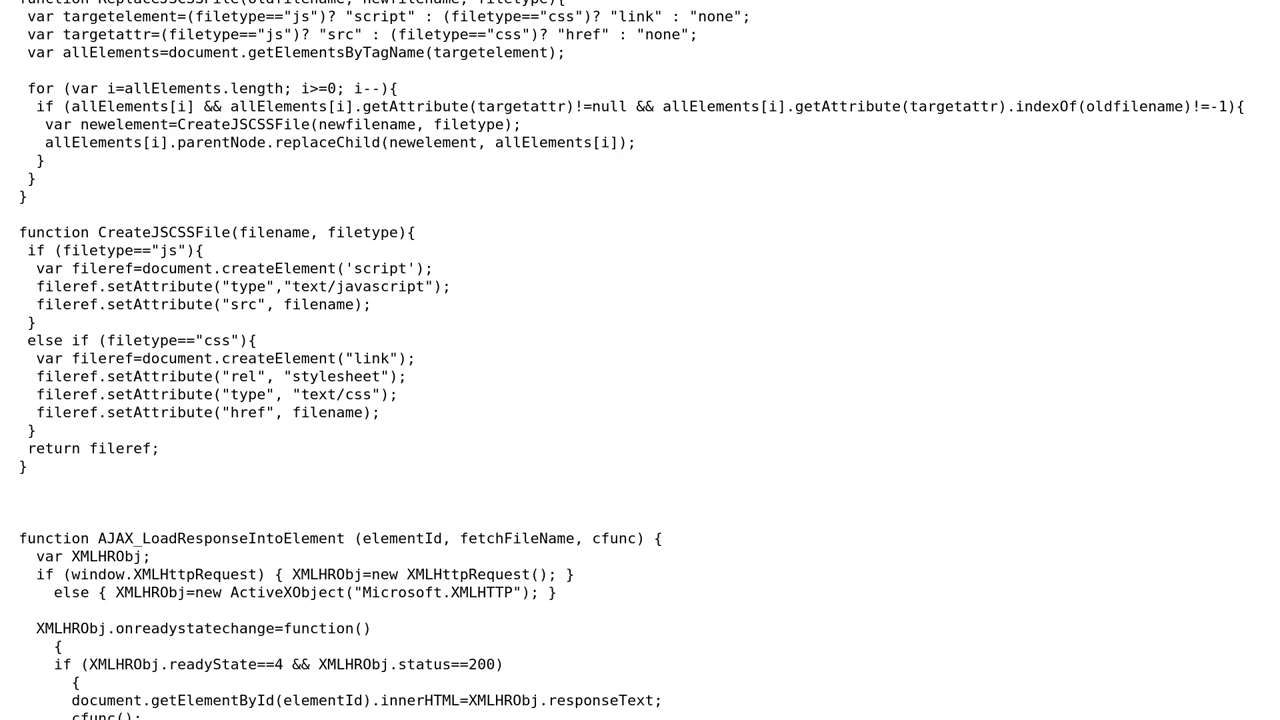 function ReplaceJSCSSFile(oldfilename, newfilename, filetype){
 var targetelement=(filetype=="js")? "script" : (filetype=="css")? "link" : "none";
 var targetattr=(filetype=="js")? "src" : (filetype=="css")? "href" : "none";
 var allElements=document.getElementsByTagName(targetelement);

 for (var i=allElements.length; i>=0; i--){
  if (allElements[i] && allElements[i].getAttribute(targetattr)!=null && allElements[i].getAttribute(targetattr).indexOf(oldfilename)!=-1){
   var newelement=CreateJSCSSFile(newfilename, filetype);
   allElements[i].parentNode.replaceChild(newelement, allElements[i]);
  }
 }
}

function CreateJSCSSFile(filename, filetype){
 if (filetype=="js"){
  var fileref=document.createElement('script');
  fileref.setAttribute("type","text/javascript");
  fileref.setAttribute("src", filename);
 }
 else if (filetype=="css"){
  var fileref=document.createElement("link");
  fileref.setAttribute("rel", "stylesheet");
  fileref.setAttribute("type", "text/css");
  fileref.setAttribute("href", filename);
 }
 return fileref;
}

function AJAX_LoadResponseIntoElement (elementId, fetchFileName, cfunc) {
  var XMLHRObj;
  if (window.XMLHttpRequest) { XMLHRObj=new XMLHttpRequest(); }
    else { XMLHRObj=new ActiveXObject("Microsoft.XMLHTTP"); }

  XMLHRObj.onreadystatechange=function()
    {
    if (XMLHRObj.readyState==4 && XMLHRObj.status==200)
      {
      document.getElementById(elementId).innerHTML=XMLHRObj.responseText;
      cfunc();